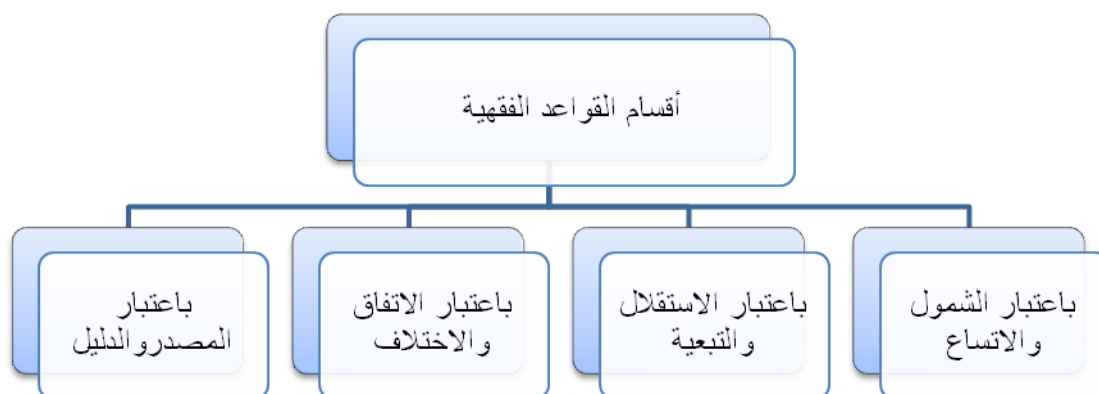 أقسام القواعد الفقهية
باعتبار الشمول
والاتساع
باعتبار الاستقلال
والتبعية
باعتبار الاتفاق
والاختلاف
باعتبار
المصدروالدليل